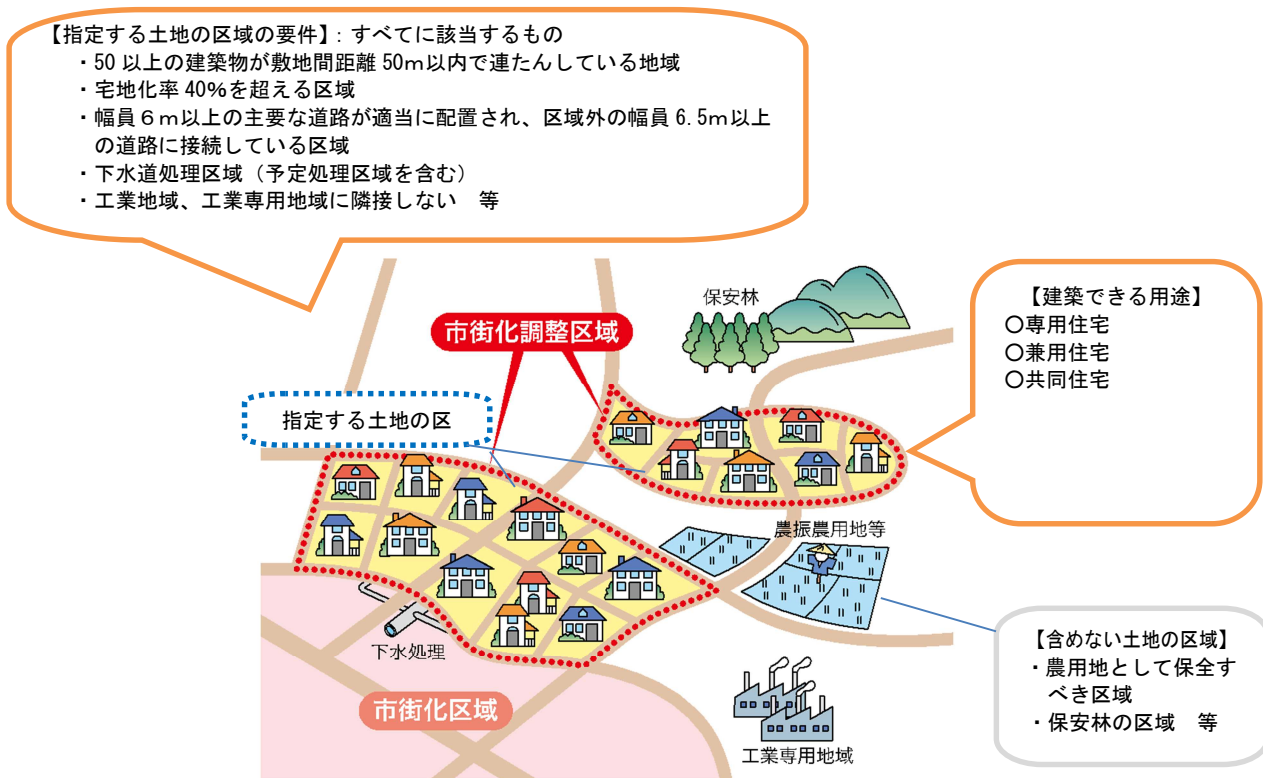 【指定する土地の区域の要件】：すべてに該当するもの
・50 以上の建築物が敷地間距離 50ｍ以内で連たんしている地域
・宅地化率 40％を超える区域
・幅員６ｍ以上の主要な道路が適当に配置され、区域外の幅員 6.5ｍ以上
の道路に接続している区域
・下水道処理区域（予定処理区域を含む）
・工業地域、工業専用地域に隣接しない　等
保安林
【建築できる用途】
〇専用住宅
〇兼用住宅
〇共同住宅
市街化調整区域
指定する土地の区
農振農用地等
下水処理
市街化区域
工業専用地域
【含めない土地の区域】
・農用地として保全す
べき区域
・保安林の区域　等